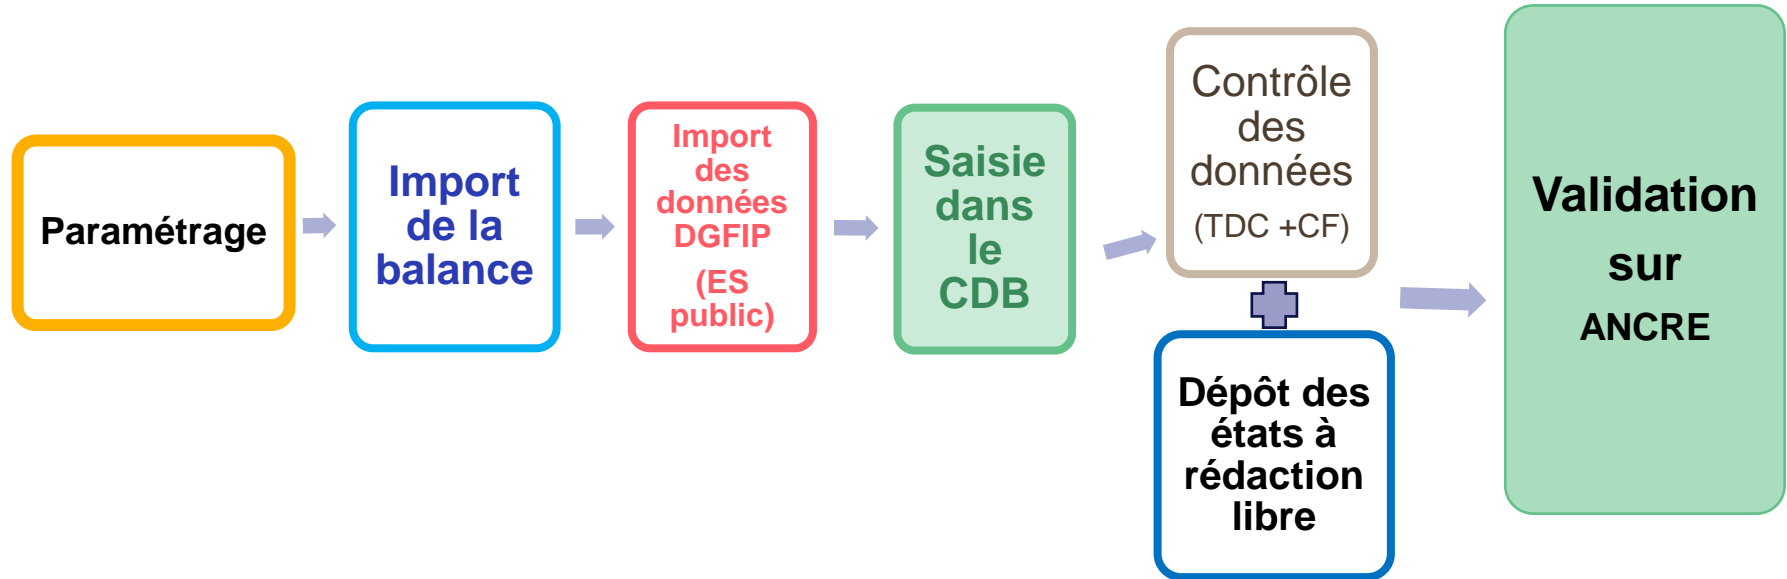 Paramétrage
Import
de la
balance
Import
des
données
DGFIP
(ES
public)
Saisie
dans
le
CDB
Contrôle
des
données
(TDC +CF)
Dépôt des
états à
rédaction
libre
Validation
sur
ANCRE